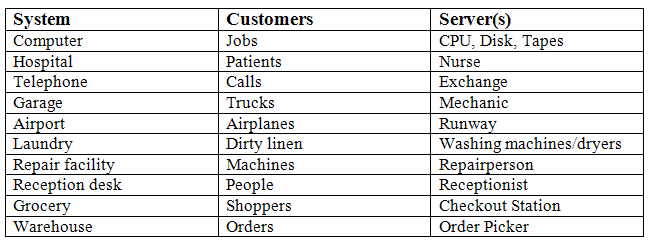 System Customers Server(s)
Computer Jobs CPU, Disk, Tapes
Hospital Patients Nurse
Telephone Calls Exchange
Garage Trucks Mechanic
Airport Airplanes Runway
Laundry Dirty linen Washing machines/dryers
Repair facility Machines Repairperson
Reception desk People Receptionist
Grocery Shoppers Checkout Station
Warehouse Orders Order Picker